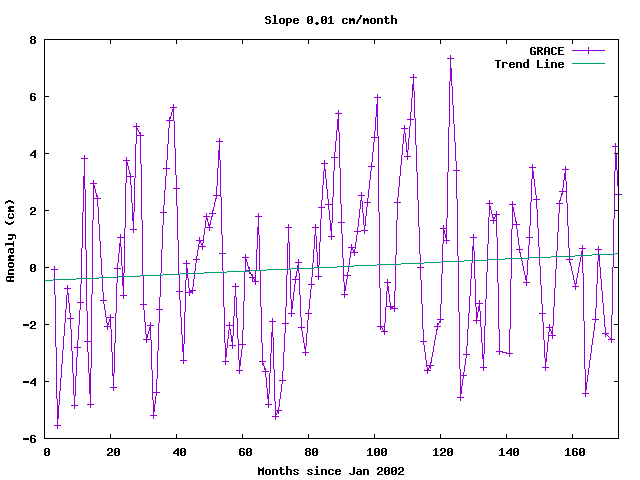 Slope 0.01 cm/month
GRACE
Trend Line
8
6
4
2
0
-2
-4
-6
Anomaly (cm)
0 20 40 60 80 100 120 140 160
Months since Jan 2002